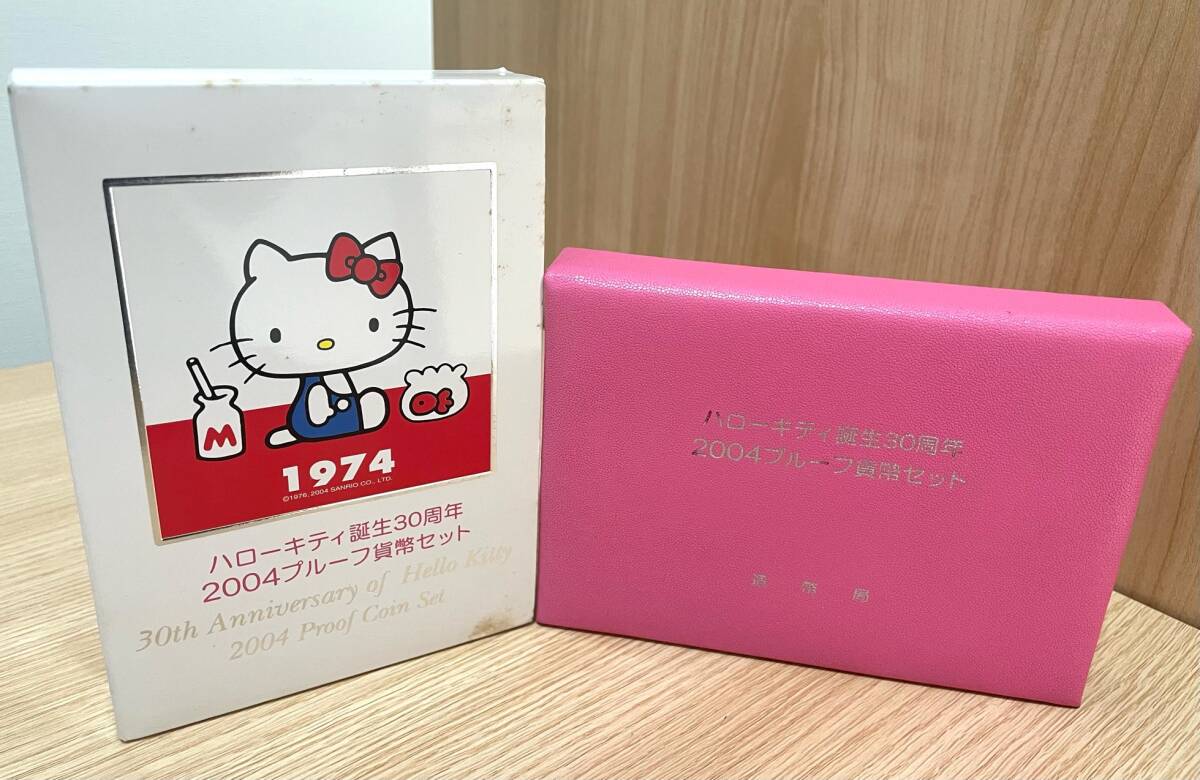 M
OF
1974
©1976, 2004 SANRIO CO., LTD.
ハローキティ誕生30周年
2004プルーフ貨幣セット
30th Anniversary of Hello Kitty
2004 Proof Coin Set
ハローキティ誕生30周年
2004プルーフ貨幣セット
造幣局